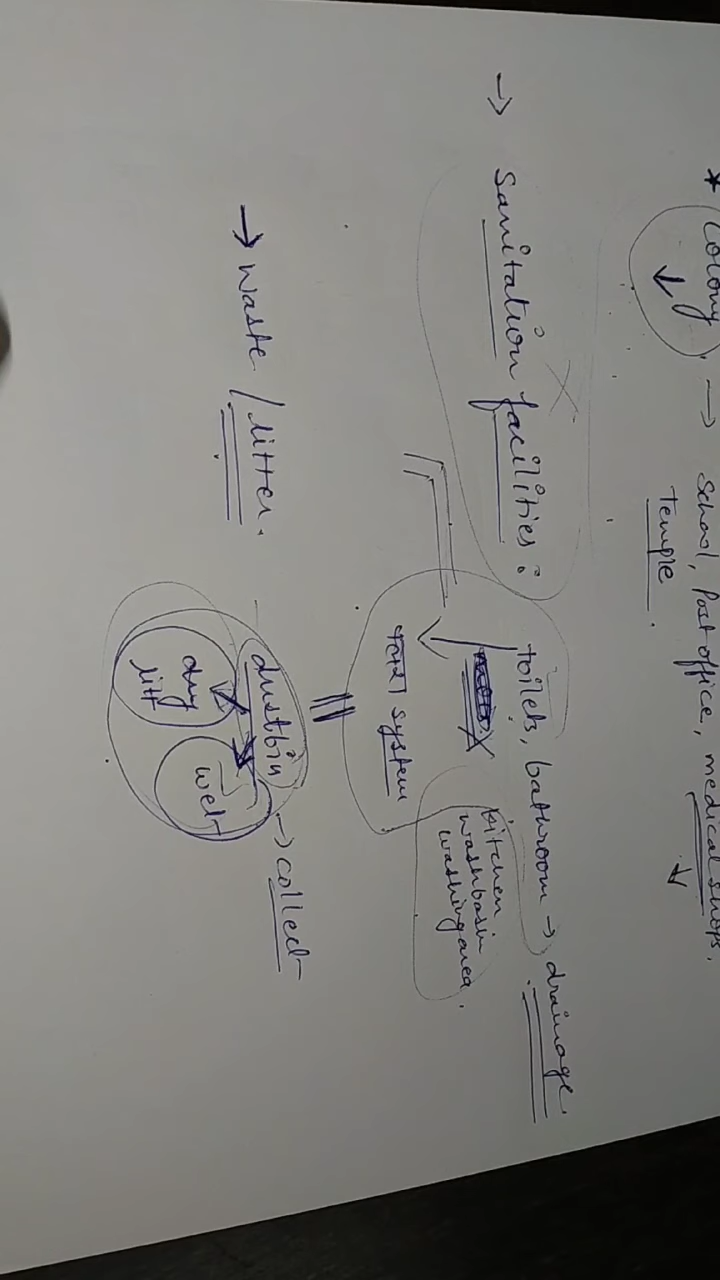 * Colony → School, Post office, medical shops,
Temple.
→ Sanitation facilities: toilets, bathroom → drainage.
kitchen
washbasin
washing area,
system
→ Waste / litter. dustbin → collect
dry wet
litt